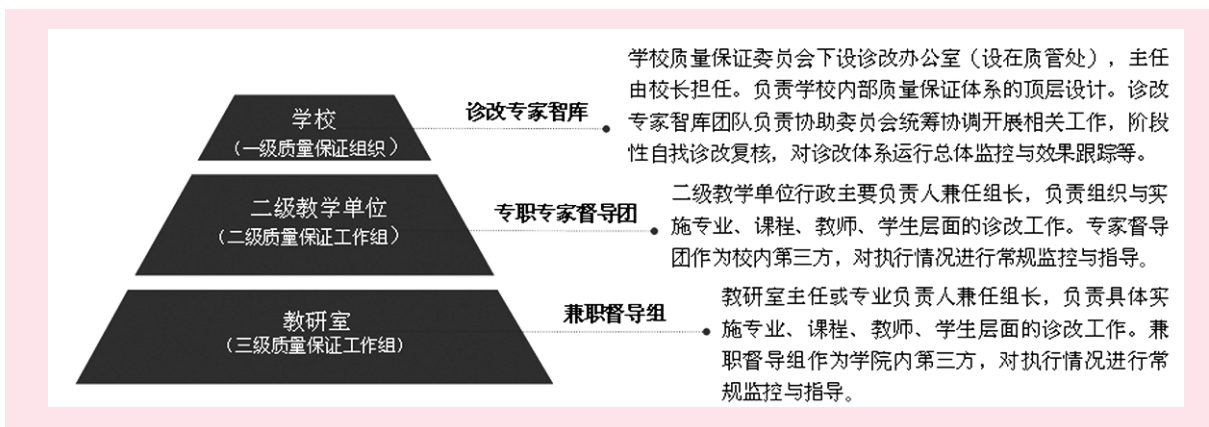 学校
（一级质量保证组织）
诊改专家智库
学校质量保证委员会下设诊改办公室（设在质管处），主任
由校长担任。负责学校内部质量保证体系的顶层设计。诊改
专家智库团队负责协助委员会统筹协调开展相关工作，阶段
性自找诊改复核，对诊改体系运行总体监控与效果跟踪等。
二级教学单位
（二级质量保证工作组）
专职专家督导团
二级教学单位行政主要负责人兼任组长，负责组织与实
施专业、课程、教师、学生层面的诊改工作。专家督导
团作为校内第三方，对执行情况进行常规监控与指导。
教研室
（三级质量保证工作组）
兼职督导组
教研室主任或专业负责人兼任组长，负责具体实
施专业、课程、教师、学生层面的诊改工作。兼
职督导组作为学院内第三方，对执行情况进行常
规监控与指导。